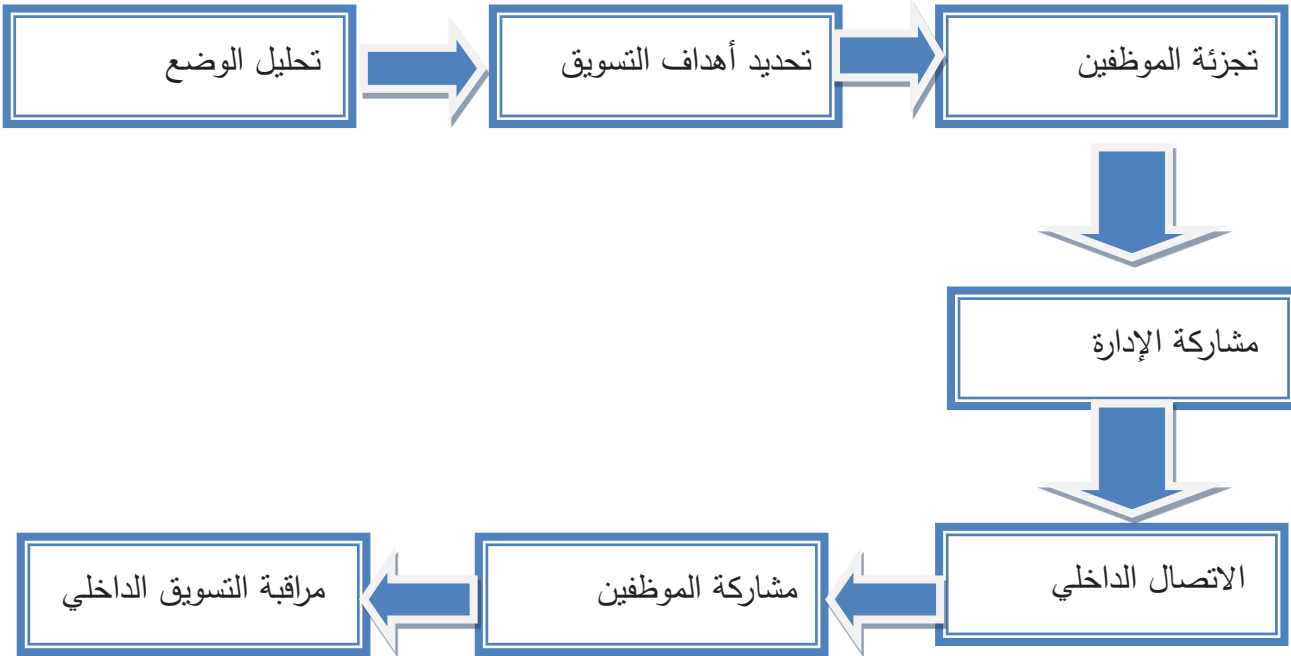 تحليل الوضع
تحديد أهداف التسويق
تجزئة الموظفين
مشاركة الإدارة
الاتصال الداخلي
مشاركة الموظفين
مراقبة التسويق الداخلي